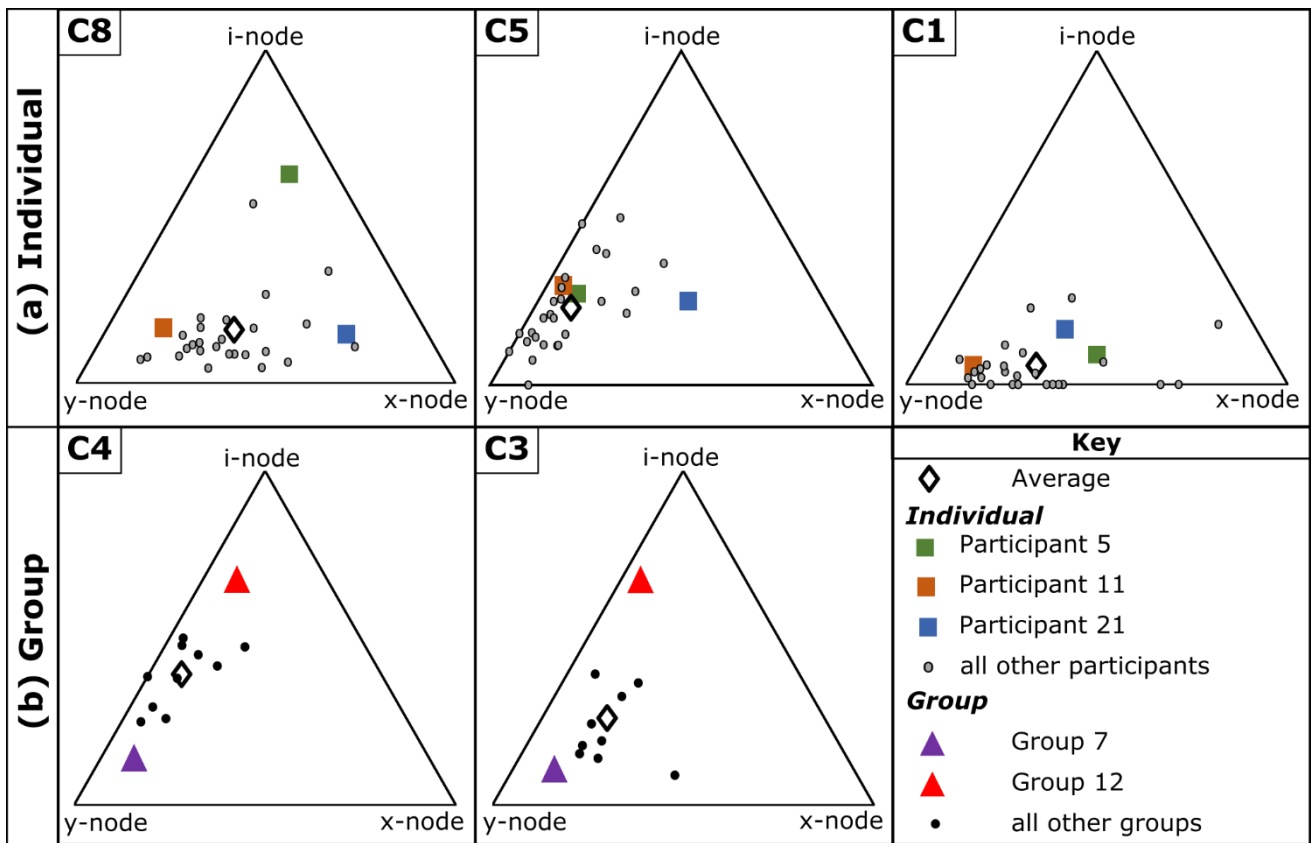 (a) Individual
C8
i-node
y-node
x-node
C5
i-node
y-node
x-node
C1
i-node
y-node
x-node
(b) Group
C4
i-node
y-node
x-node
C3
i-node
y-node
x-node
Key
Average
Individual
Participant 5
Participant 11
Participant 21
all other participants
Group
Group 7
Group 12
all other groups